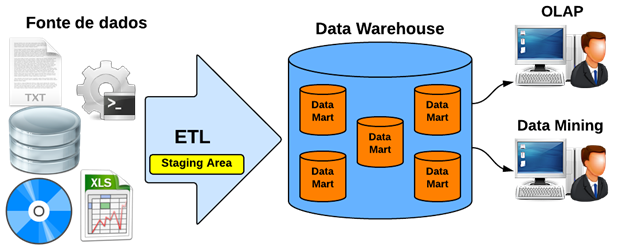 Fonte de dados
TXT
>_
XLS
ETL
Staging Area
Data Warehouse
Data
Mart
Data
Mart
Data
Mart
Data
Mart
Data
Mart
OLAP
Data Mining